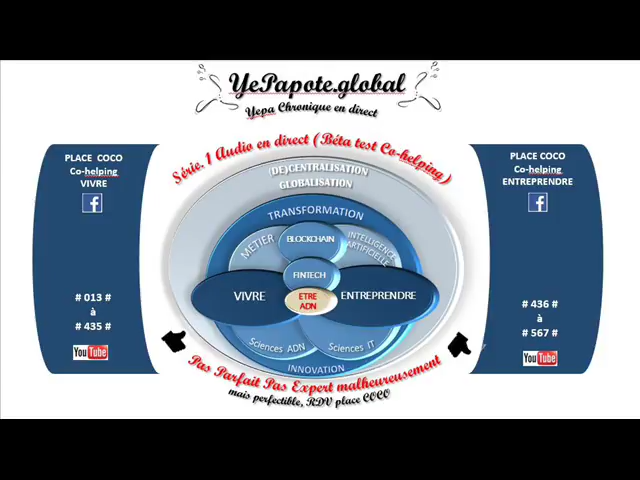 YePapote.global
Yepa Chronique en direct
Série. 1 Audio en direct (Béta test Co-helping)
PLACE COCO
Co-helping
VIVRE
f
# 013 #
à
# 435 #
YouTube
(DE)CENTRALISATION
GLOBALISATION
TRANSFORMATION
METIER
BLOCKCHAIN
INTELLIGENCE
ARTIFICIELLE
FINTECH
VIVRE
ETRE
ADN
ENTREPRENDRE
Sciences ADN
Sciences IT
INNOVATION
PLACE COCO
Co-helping
ENTREPRENDRE
f
# 436 #
à
# 567 #
YouTube
Pas Parfait Pas Expert malheureusement
mais perfectible, RDV place COCO